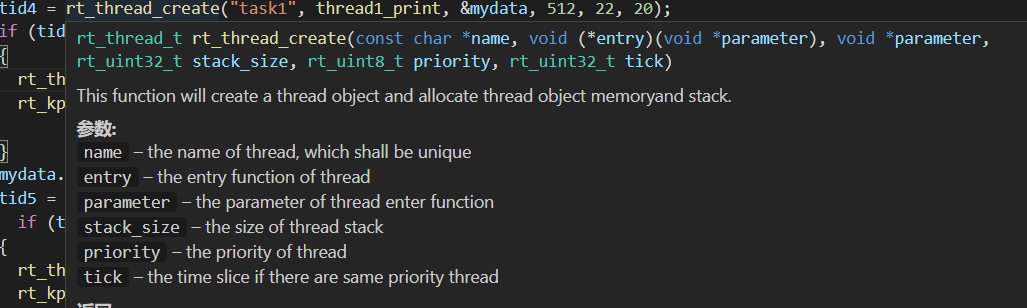 tid4 = rt_thread_create("task1", thread1_print, &mydata, 512, 22, 20);
if (tid
{
rt_th
rt_kp
}
mydata.
tid5 =
if (t
{
rt_th
rt_kp
rt_thread_t rt_thread_create(const char *name, void (*entry)(void *parameter), void *parameter,
rt_uint32_t stack_size, rt_uint8_t priority, rt_uint32_t tick)
This function will create a thread object and allocate thread object memoryand stack.
参数:
name – the name of thread, which shall be unique
entry – the entry function of thread
parameter – the parameter of thread enter function
stack_size – the size of thread stack
priority – the priority of thread
tick – the time slice if there are same priority thread